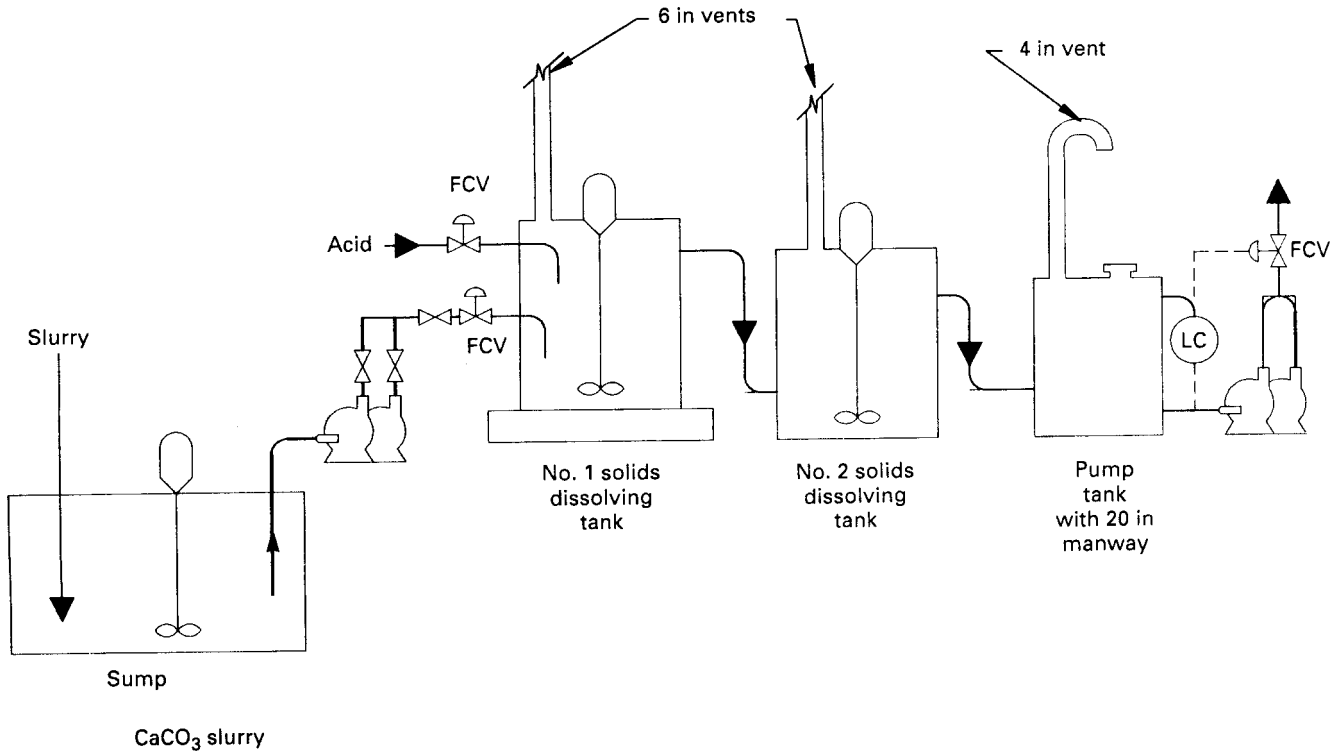 6 in vents
4 in vent
FCV
Acid
FCV
FCV
Slurry
LC
No. 1 solids
dissolving
tank
No. 2 solids
dissolving
tank
Pump
tank
with 20 in
manway
Sump
CaCO₃ slurry